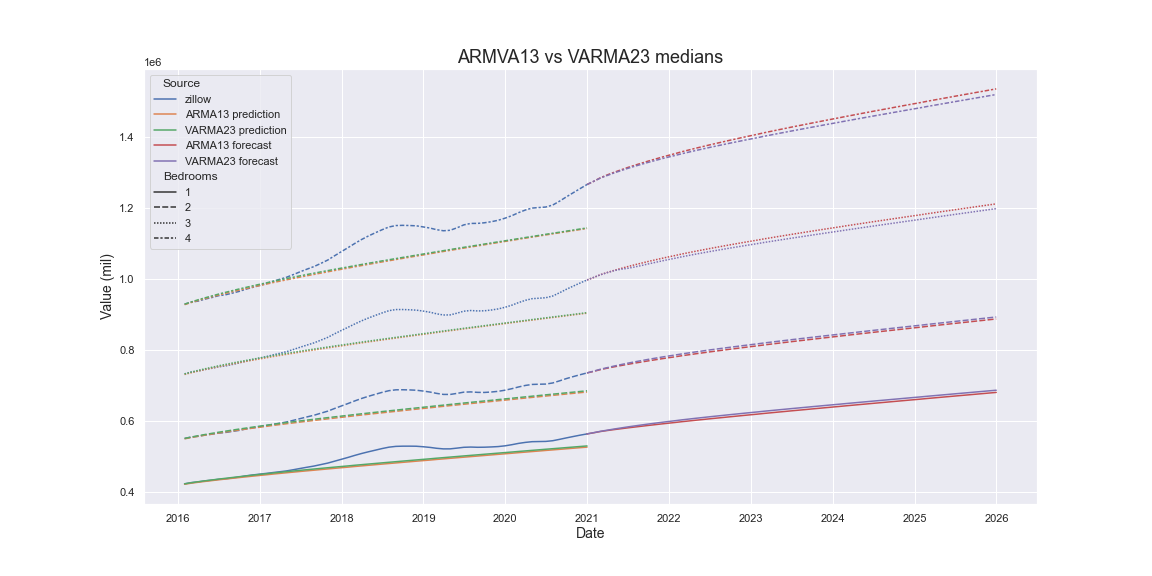 ARMVA13 vs VARMA23 medians
1e6
Source
zillow
ARMA13 prediction
VARMA23 prediction
ARMA13 forecast
VARMA23 forecast
Bedrooms
1
2
3
4
1.4
1.2
1.0
0.8
0.6
0.4
Value (mil)
2016 2017 2018 2019 2020 2021 2022 2023 2024 2025 2026
Date